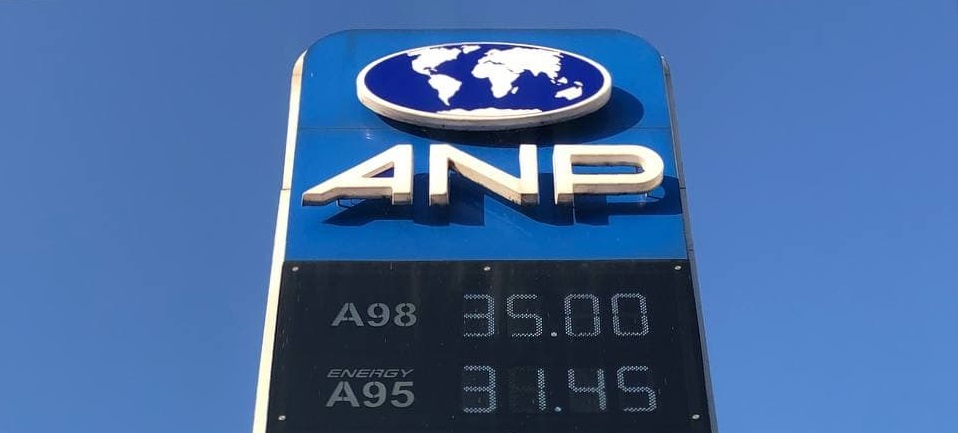 ANP
A98 35.00
ENERGY
A95 31.45